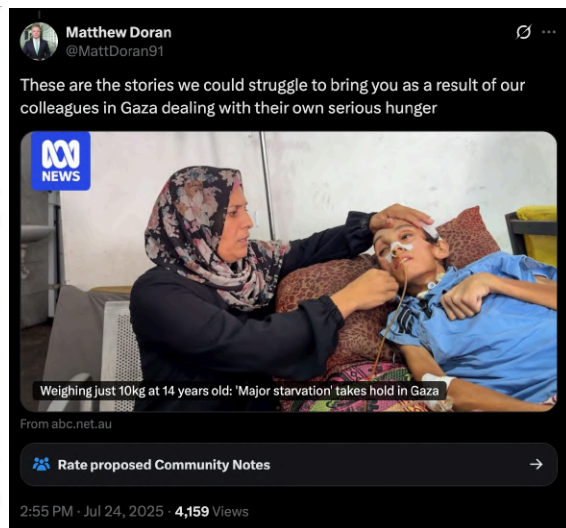 Matthew Doran
@MattDoran91
These are the stories we could struggle to bring you as a result of our
colleagues in Gaza dealing with their own serious hunger
NEWS
Weighing just 10kg at 14 years old: 'Major starvation' takes hold in Gaza
From abc.net.au
Rate proposed Community Notes
2:55 PM · Jul 24, 2025 · 4,159 Views